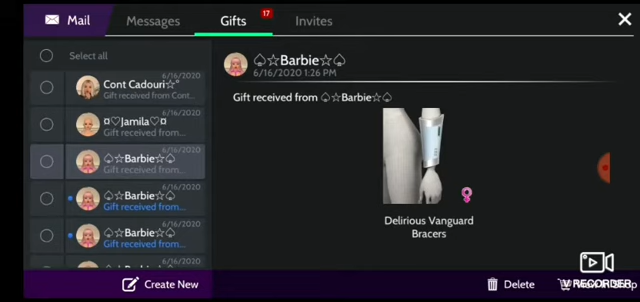 Mail
Messages
Gifts
17
Invites
Select all
6/16/2020
Cont Cadouri☆"
Gift received from Cont...
6/16/2020
¤♡Jamila♡¤
Gift received from...
6/16/2020
♤☆Barbie☆♤
Gift received from...
6/16/2020
♤☆Barbie☆♤
Gift received from...
6/16/2020
♤☆Barbie☆♤
Gift received from...
6/16/2020
Create New
♤☆Barbie☆♤
6/16/2020 1:26 PM
Gift received from ♤☆Barbie☆♤
Delirious Vanguard
Bracers
Delete
V RECORDER